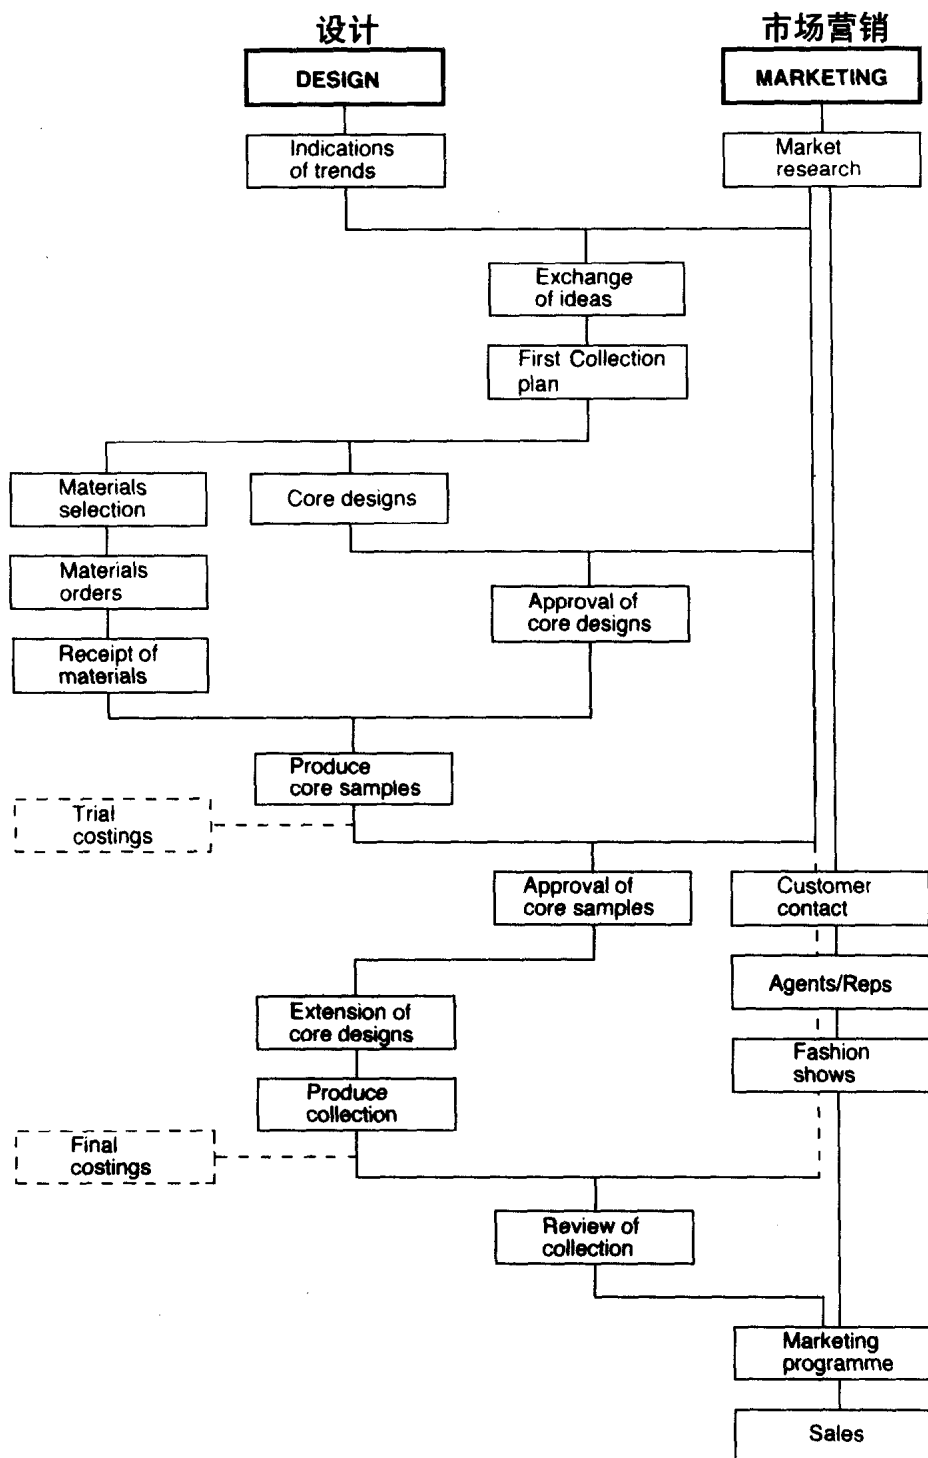 设计
市场营销
DESIGN
MARKETING
Indications
of trends
Market
research
Exchange
of ideas
First Collection
plan
Materials
selection
Core designs
Materials
orders
Approval of
core designs
Receipt of
materials
Produce
core samples
Trial
costings
Approval of
core samples
Customer
contact
Agents/Reps
Extension of
core designs
Fashion
shows
Produce
collection
Final
costings
Review of
collection
Marketing
programme
Sales